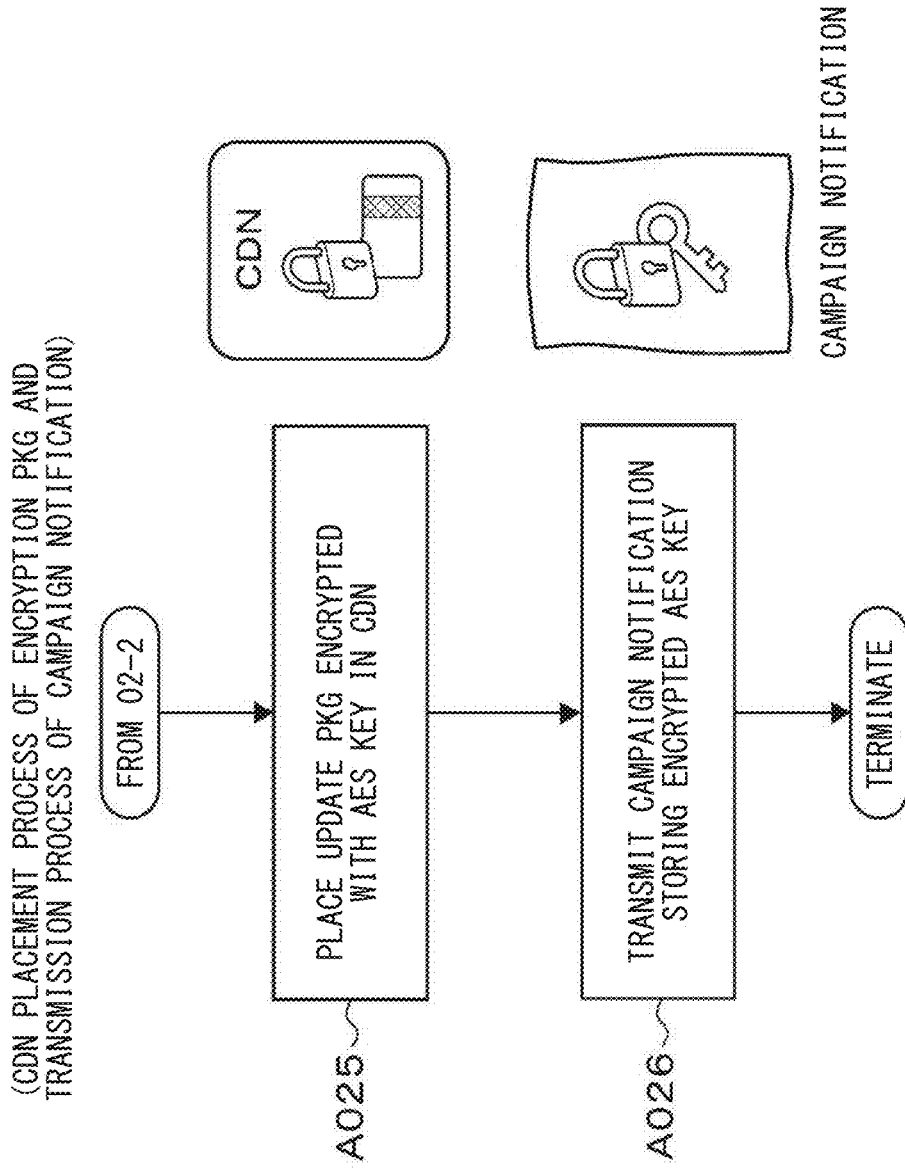 (CDN PLACEMENT PROCESS OF ENCRYPTION PKG AND
TRANSMISSION PROCESS OF CAMPAIGN NOTIFICATION)
FROM 02-2
A025
PLACE UPDATE PKG ENCRYPTED
WITH AES KEY IN CDN
CDN
A026
TRANSMIT CAMPAIGN NOTIFICATION
STORING ENCRYPTED AES KEY
CAMPAIGN NOTIFICATION
TERMINATE